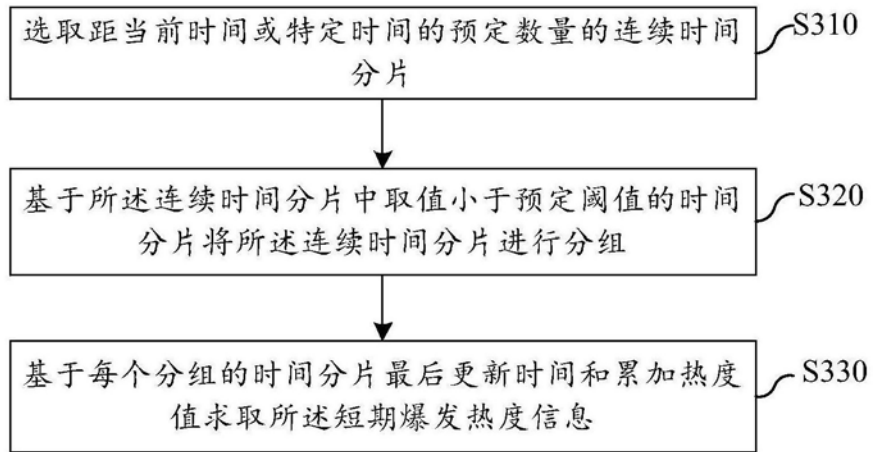 选取距当前时间或特定时间的预定数量的连续时间
分片
S310
基于所述连续时间分片中取值小于预定阈值的时间
分片将所述连续时间分片进行分组
S320
基于每个分组的时间分片最后更新时间和累加热度
值求取所述短期爆发热度信息
S330